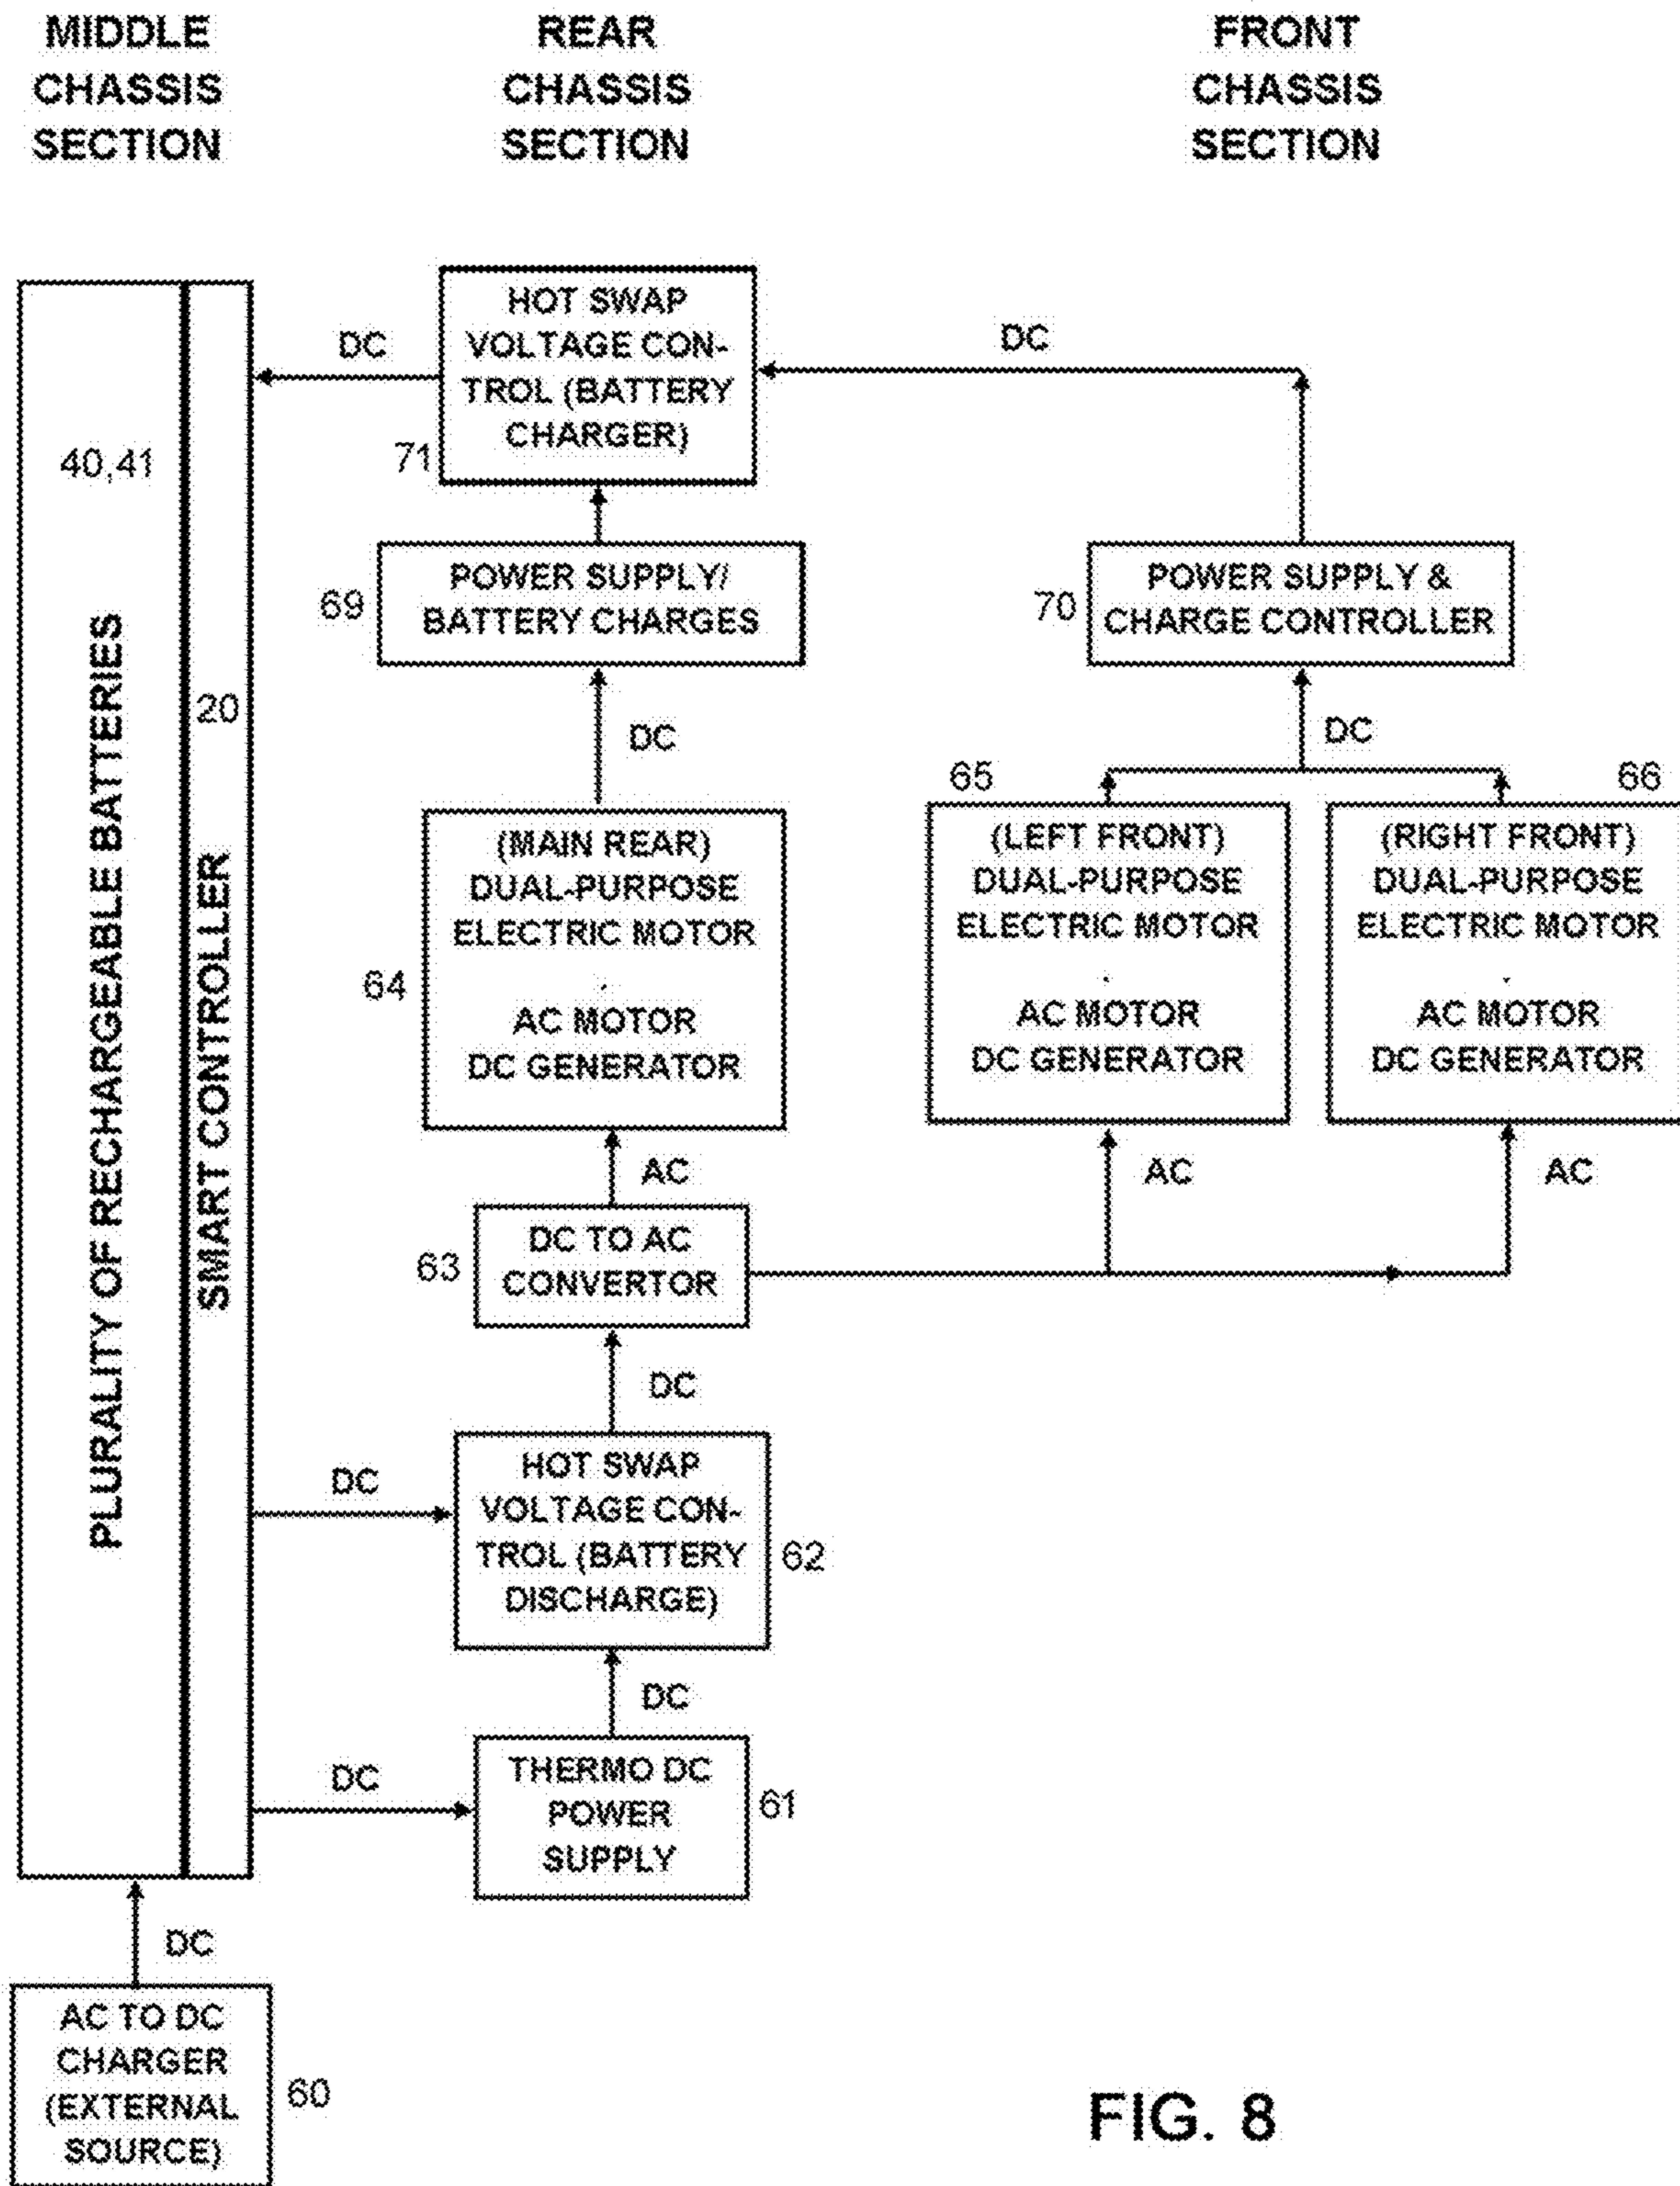 MIDDLE
CHASSIS
SECTION
REAR
CHASSIS
SECTION
FRONT
CHASSIS
SECTION
40,41
PLURALITY OF RECHARGEABLE BATTERIES
20
SMART CONTROLLER
DC
HOT SWAP
VOLTAGE CON-
TROL (BATTERY
CHARGER)
71
DC
POWER SUPPLY/
BATTERY CHARGES
69
POWER SUPPLY &
CHARGE CONTROLLER
70
DC
DC
65
66
(MAIN REAR)
DUAL-PURPOSE
ELECTRIC MOTOR
AC MOTOR
DC GENERATOR
64
(LEFT FRONT)
DUAL-PURPOSE
ELECTRIC MOTOR
AC MOTOR
DC GENERATOR
(RIGHT FRONT)
DUAL-PURPOSE
ELECTRIC MOTOR
AC MOTOR
DC GENERATOR
AC
AC
AC
DC TO AC
CONVERTOR
63
DC
DC
HOT SWAP
VOLTAGE CON-
TROL (BATTERY
DISCHARGE)
62
DC
DC
THERMO DC
POWER
SUPPLY
61
DC
AC TO DC
CHARGER
(EXTERNAL
SOURCE)
60
FIG. 8